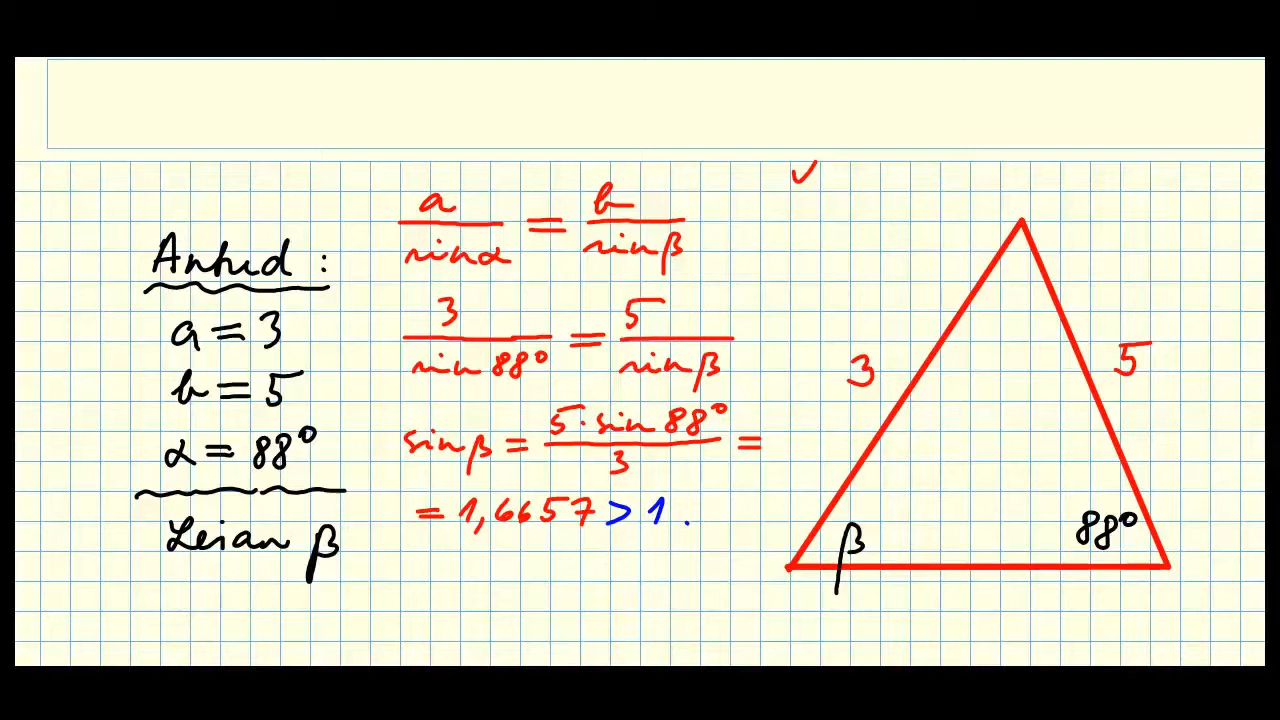 Antud :
a = 3
b = 5
α = 88°
Leian β
a/sinα = b/sinβ
3/sin 88° = 5/sinβ
sinβ = 5·sin 88°/3 =
= 1,6657 > 1 .
3
5
β
88°